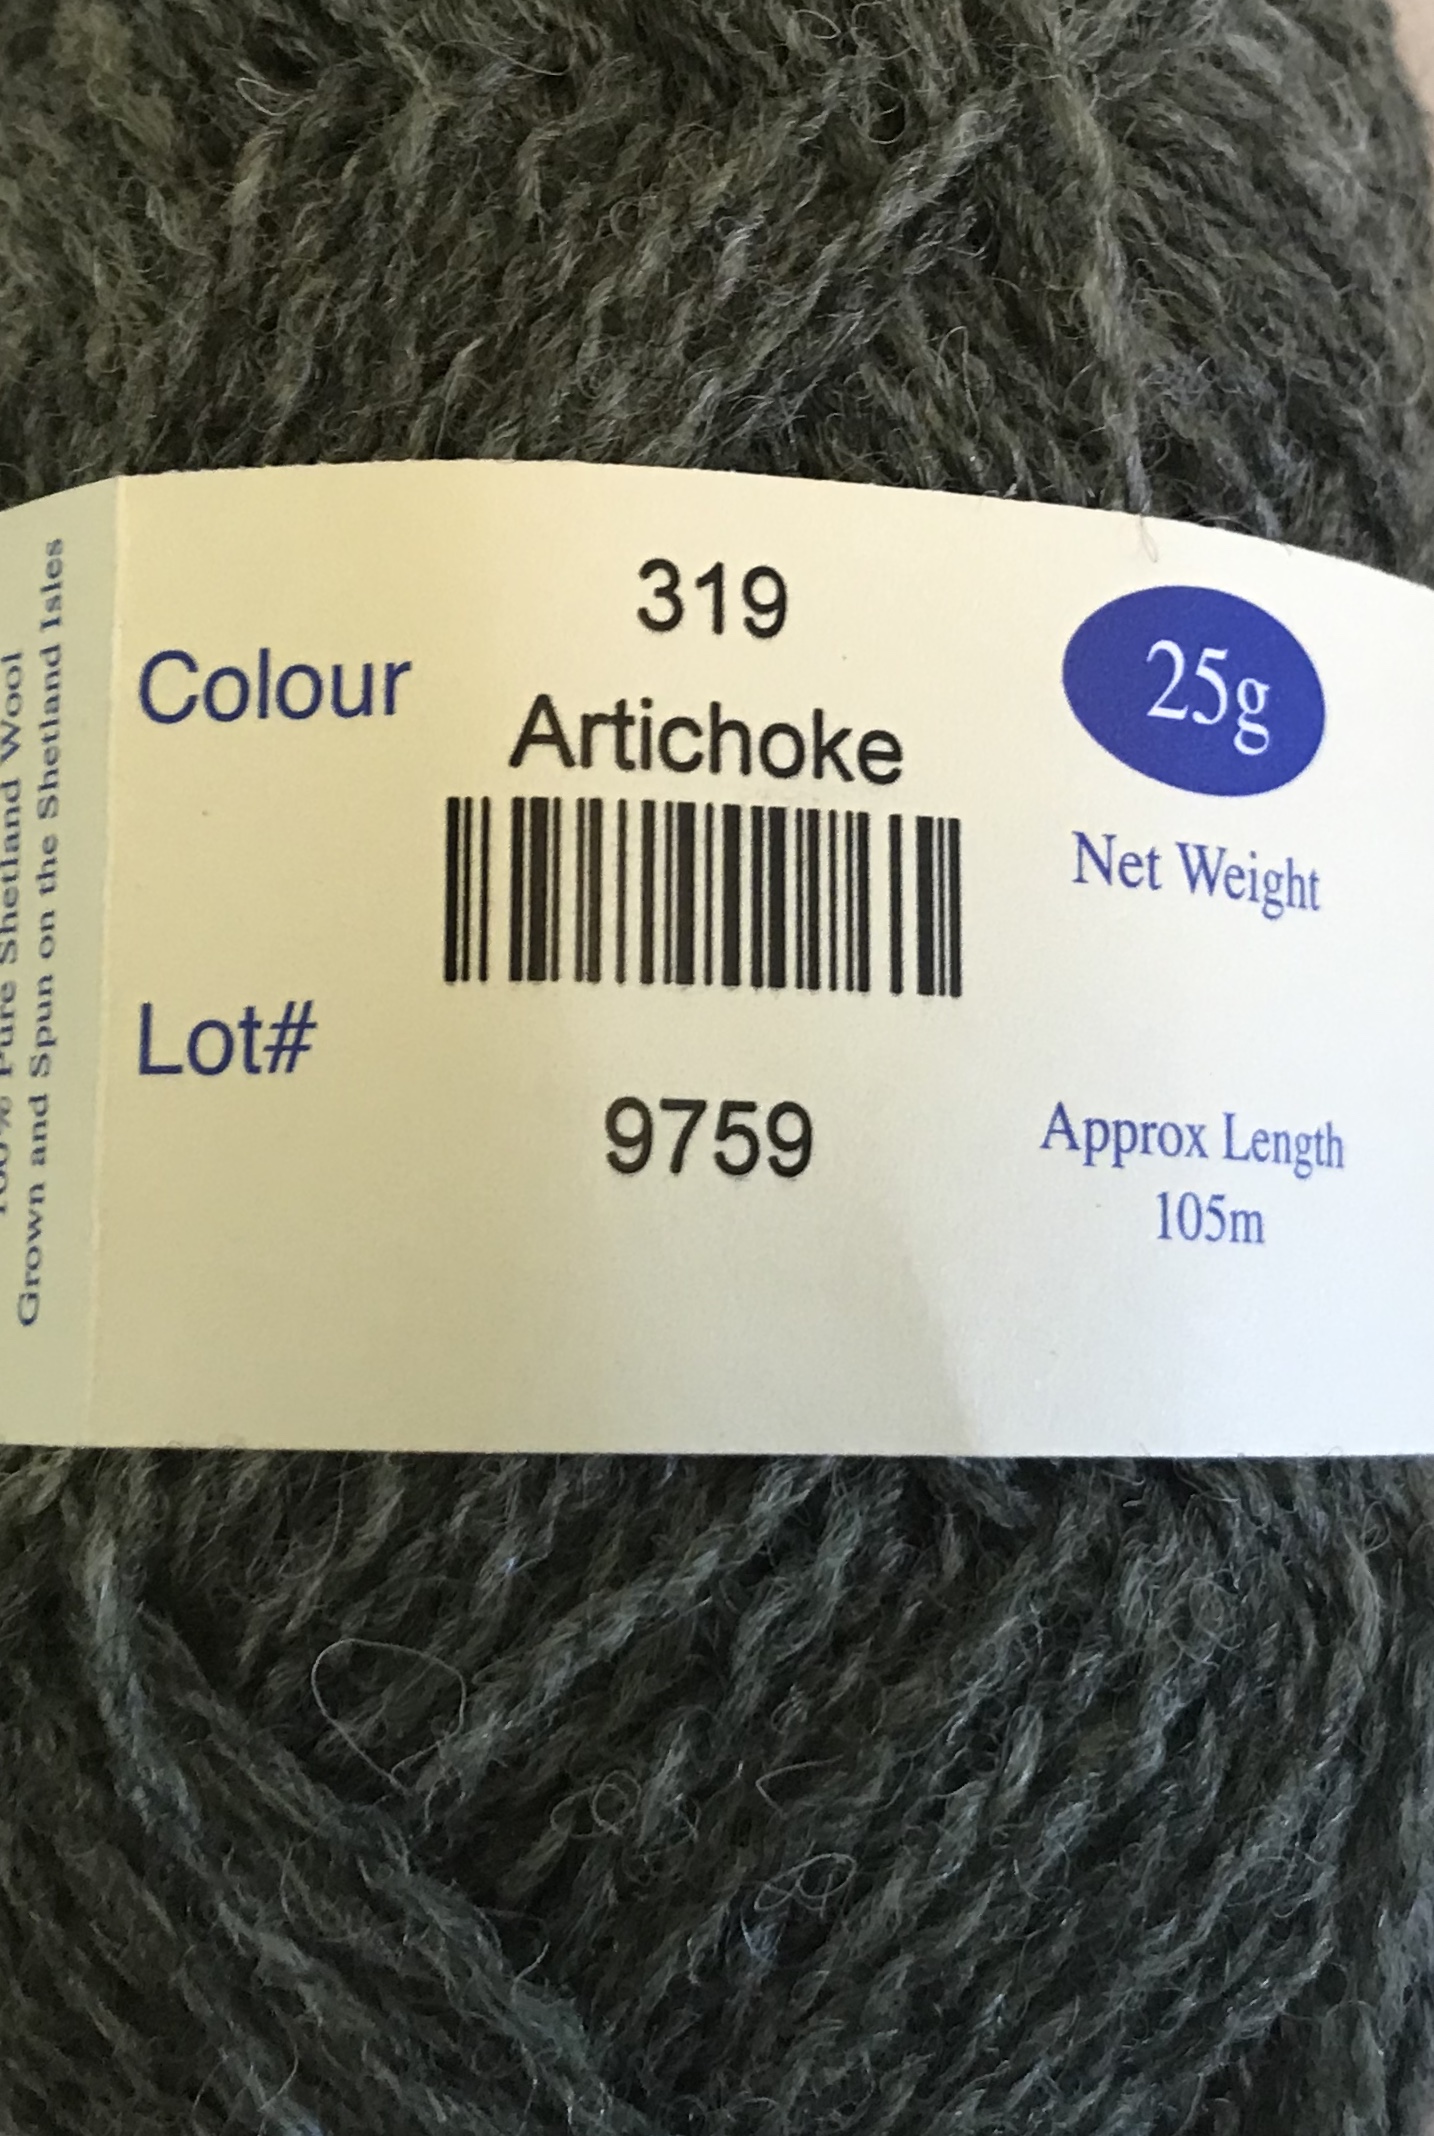 100% Pure Shetland Wool
Grown and Spun on the Shetland Isles
319
Colour
Artichoke
25g
Net Weight
Lot#
9759
Approx Length
105m